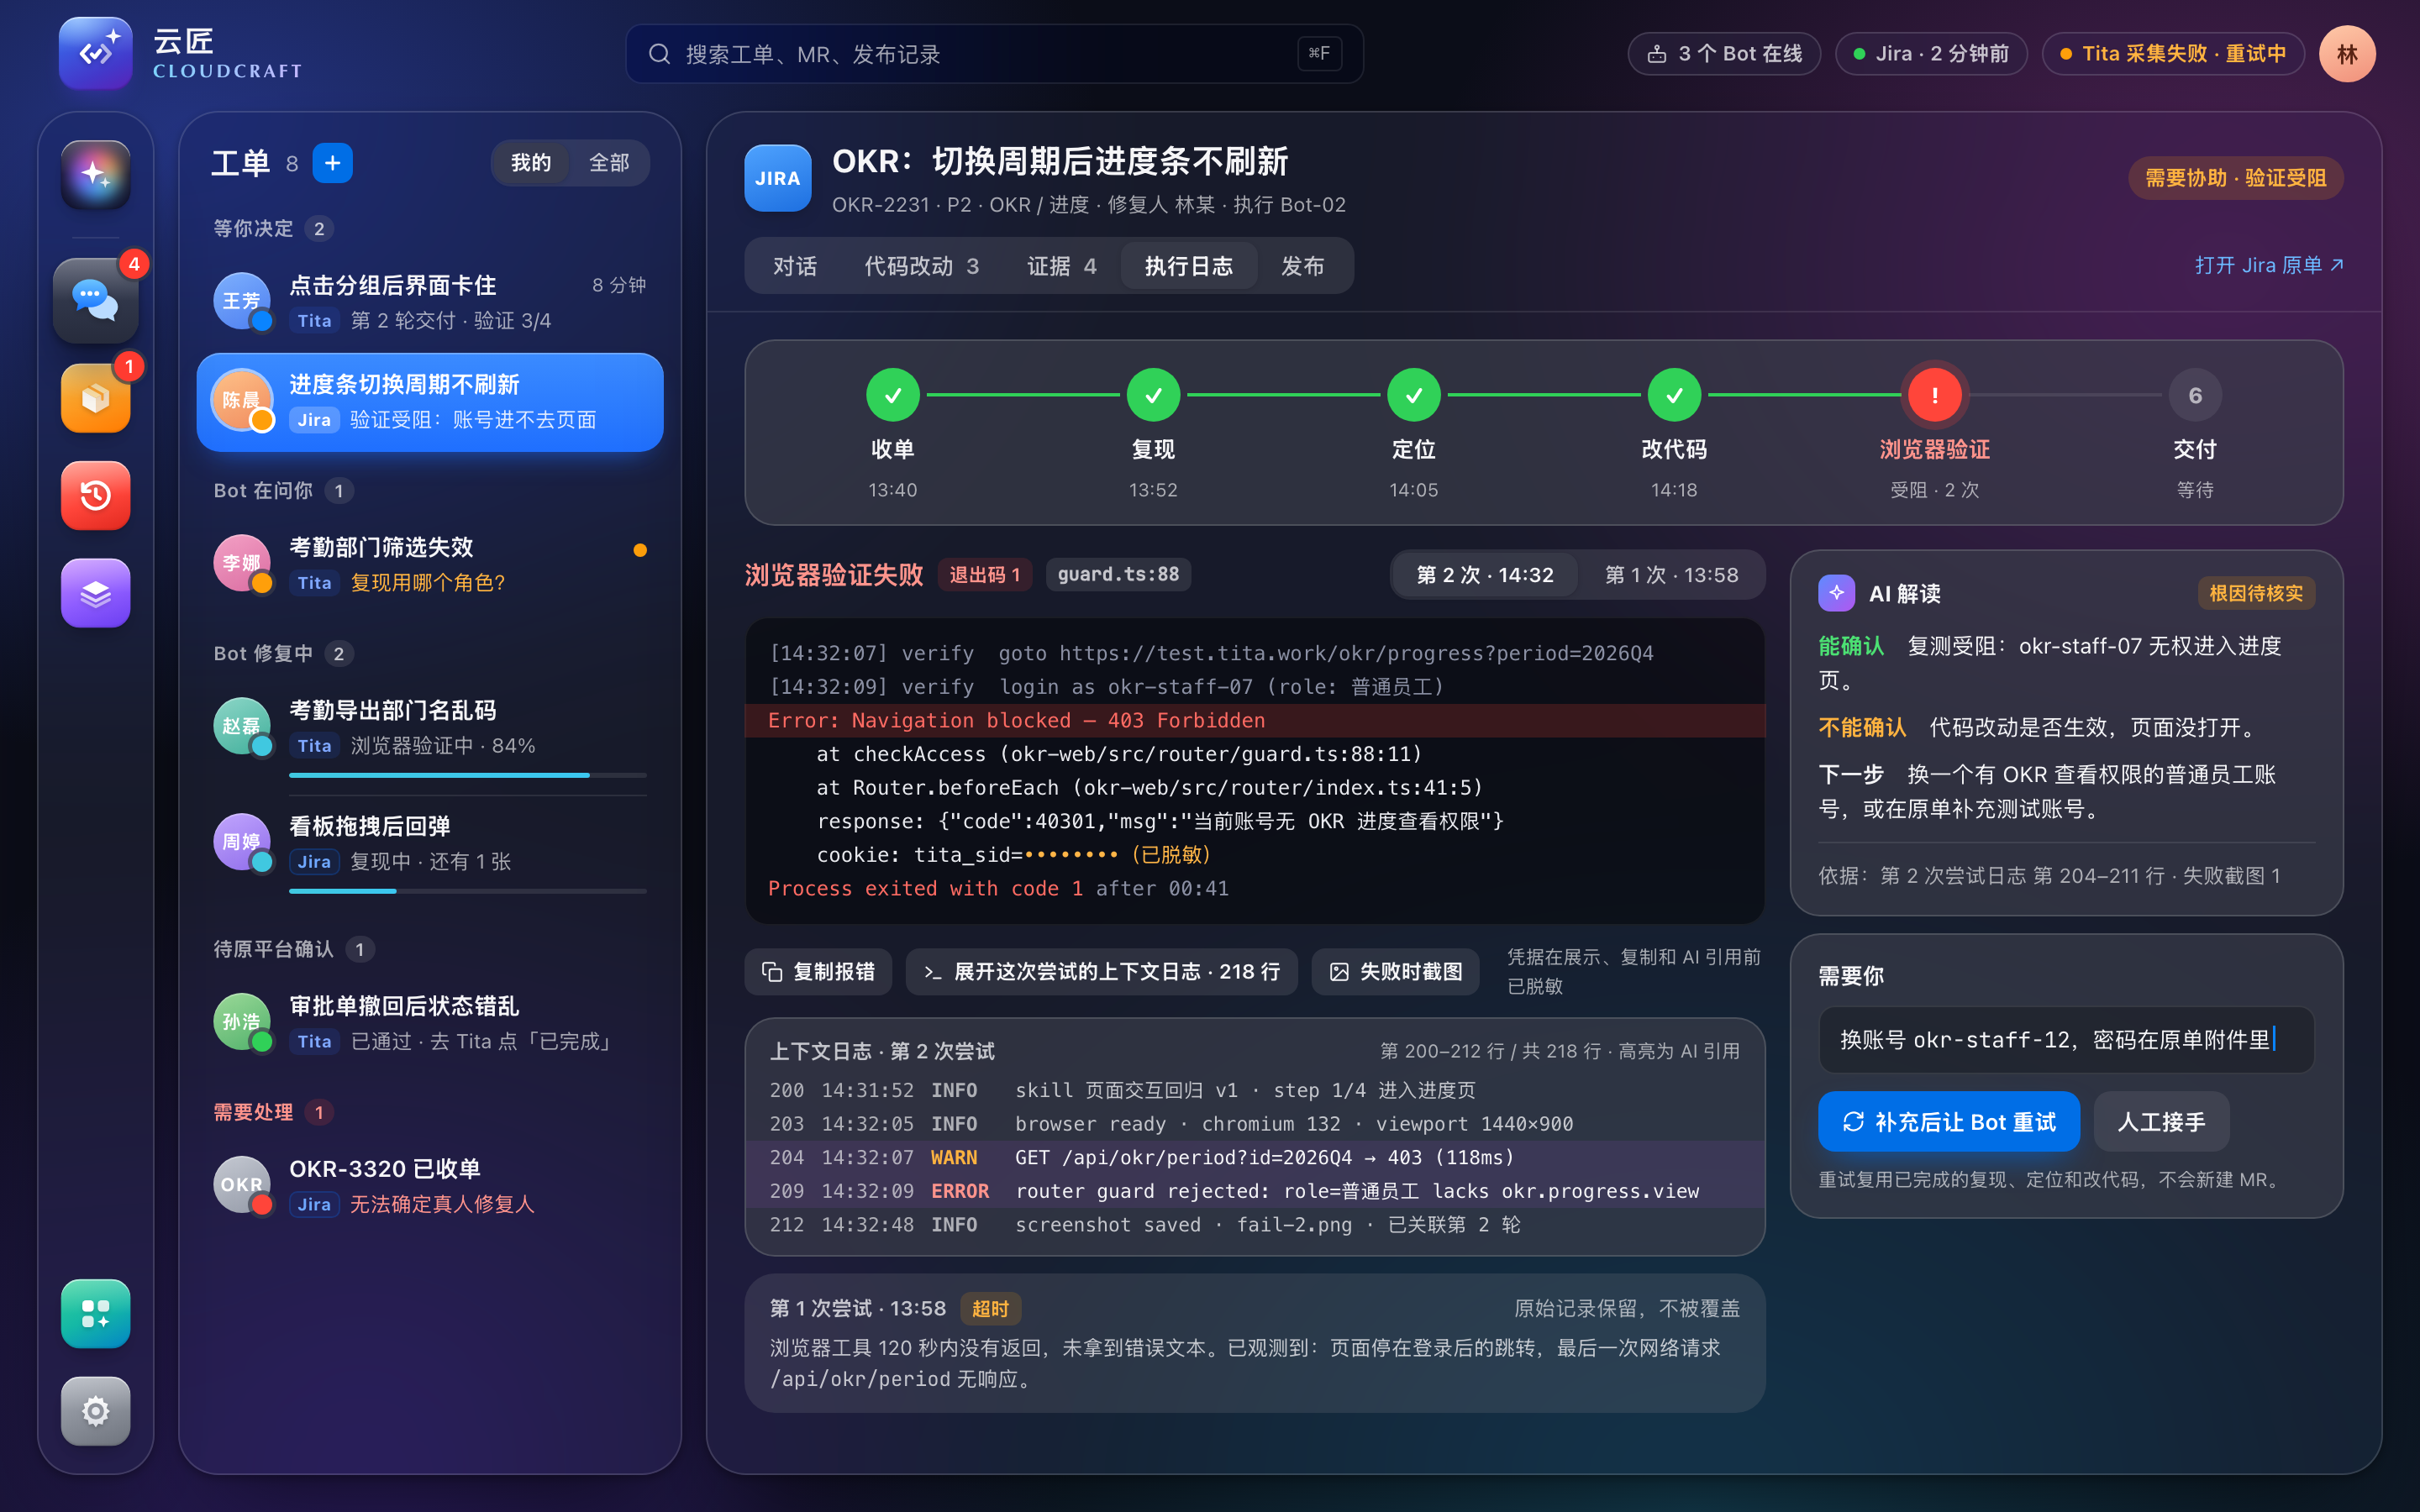 云匠
CLOUDCRAFT
搜索工单、MR、发布记录
⌘F
3 个 Bot 在线
Jira · 2 分钟前
Tita 采集失败 · 重试中
林
4
1
工单 8 +
我的 全部
等你决定 2
王芳
点击分组后界面卡住
8 分钟
Tita 第 2 轮交付 · 验证 3/4
陈晨
进度条切换周期不刷新
Jira 验证受阻：账号进不去页面
Bot 在问你 1
李娜
考勤部门筛选失效
Tita 复现用哪个角色？
Bot 修复中 2
赵磊
考勤导出部门名乱码
Tita 浏览器验证中 · 84%
周婷
看板拖拽后回弹
Jira 复现中 · 还有 1 张
待原平台确认 1
孙浩
审批单撤回后状态错乱
Tita 已通过 · 去 Tita 点「已完成」
需要处理 1
OKR
OKR-3320 已收单
Jira 无法确定真人修复人
JIRA
OKR：切换周期后进度条不刷新
OKR-2231 · P2 · OKR / 进度 · 修复人 林某 · 执行 Bot-02
需要协助 · 验证受阻
对话 代码改动 3 证据 4 执行日志 发布
打开 Jira 原单 ↗
收单
13:40
复现
13:52
定位
14:05
改代码
14:18
!
浏览器验证
受阻 · 2 次
6
交付
等待
浏览器验证失败 退出码 1 guard.ts:88
第 2 次 · 14:32 第 1 次 · 13:58
[14:32:07] verify goto https://test.tita.work/okr/progress?period=2026Q4
[14:32:09] verify login as okr-staff-07 (role: 普通员工)
Error: Navigation blocked — 403 Forbidden
at checkAccess (okr-web/src/router/guard.ts:88:11)
at Router.beforeEach (okr-web/src/router/index.ts:41:5)
response: {"code":40301,"msg":"当前账号无 OKR 进度查看权限"}
cookie: tita_sid=•••••••• (已脱敏)
Process exited with code 1 after 00:41
复制报错
展开这次尝试的上下文日志 · 218 行
失败时截图
凭据在展示、复制和 AI 引用前
已脱敏
上下文日志 · 第 2 次尝试
第 200–212 行 / 共 218 行 · 高亮为 AI 引用
200 14:31:52 INFO skill 页面交互回归 v1 · step 1/4 进入进度页
203 14:32:05 INFO browser ready · chromium 132 · viewport 1440×900
204 14:32:07 WARN GET /api/okr/period?id=2026Q4 → 403 (118ms)
209 14:32:09 ERROR router guard rejected: role=普通员工 lacks okr.progress.view
212 14:32:48 INFO screenshot saved · fail-2.png · 已关联第 2 轮
第 1 次尝试 · 13:58 超时
原始记录保留，不被覆盖
浏览器工具 120 秒内没有返回，未拿到错误文本。已观测到：页面停在登录后的跳转，最后一次网络请求
/api/okr/period 无响应。
AI 解读
根因待核实
能确认 复测受阻：okr-staff-07 无权进入进度
页。
不能确认 代码改动是否生效，页面没打开。
下一步 换一个有 OKR 查看权限的普通员工账
号，或在原单补充测试账号。
依据：第 2 次尝试日志 第 204–211 行 · 失败截图 1
需要你
换账号 okr-staff-12，密码在原单附件里
补充后让 Bot 重试
人工接手
重试复用已完成的复现、定位和改代码，不会新建 MR。